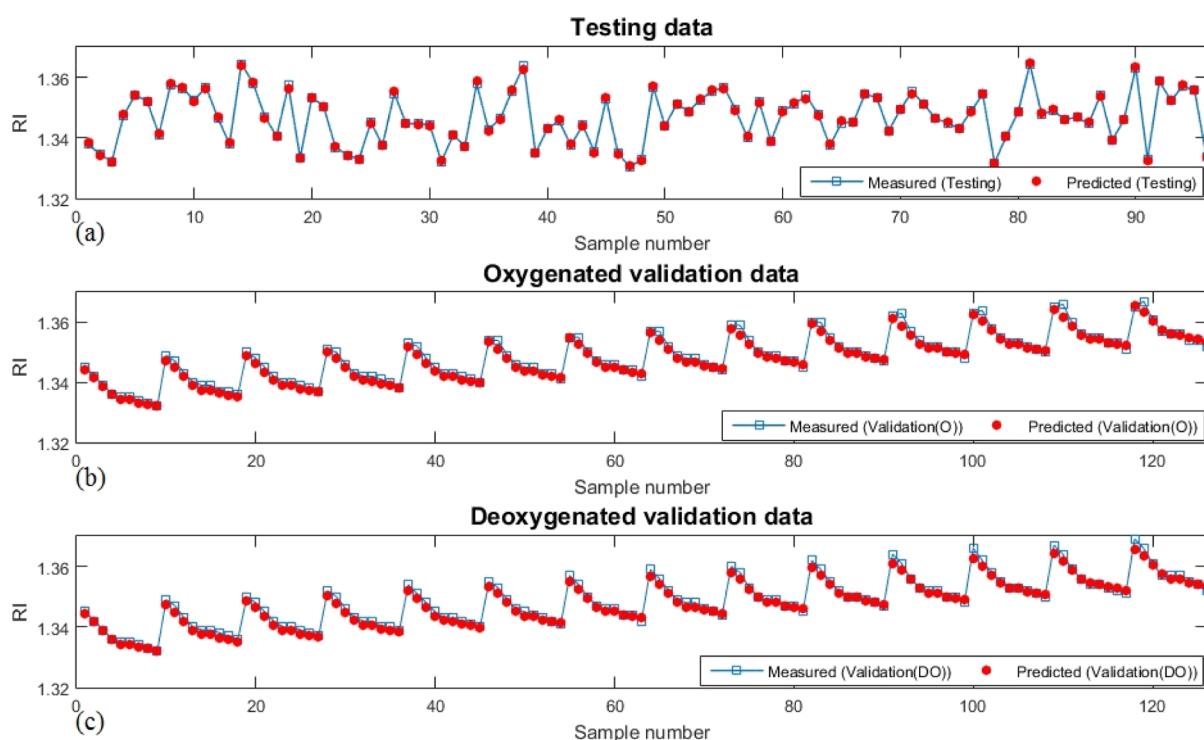 Testing data
1.36
1.34
1.32
RI
0 10 20 30 40 50 60 70 80 90
Measured (Testing) Predicted (Testing)
Sample number
(a)
Oxygenated validation data
1.36
1.34
1.32
RI
0 20 40 60 80 100 120
Measured (Validation(O)) Predicted (Validation(O))
Sample number
(b)
Deoxygenated validation data
1.36
1.34
1.32
RI
0 20 40 60 80 100 120
Measured (Validation(DO)) Predicted (Validation(DO))
Sample number
(c)